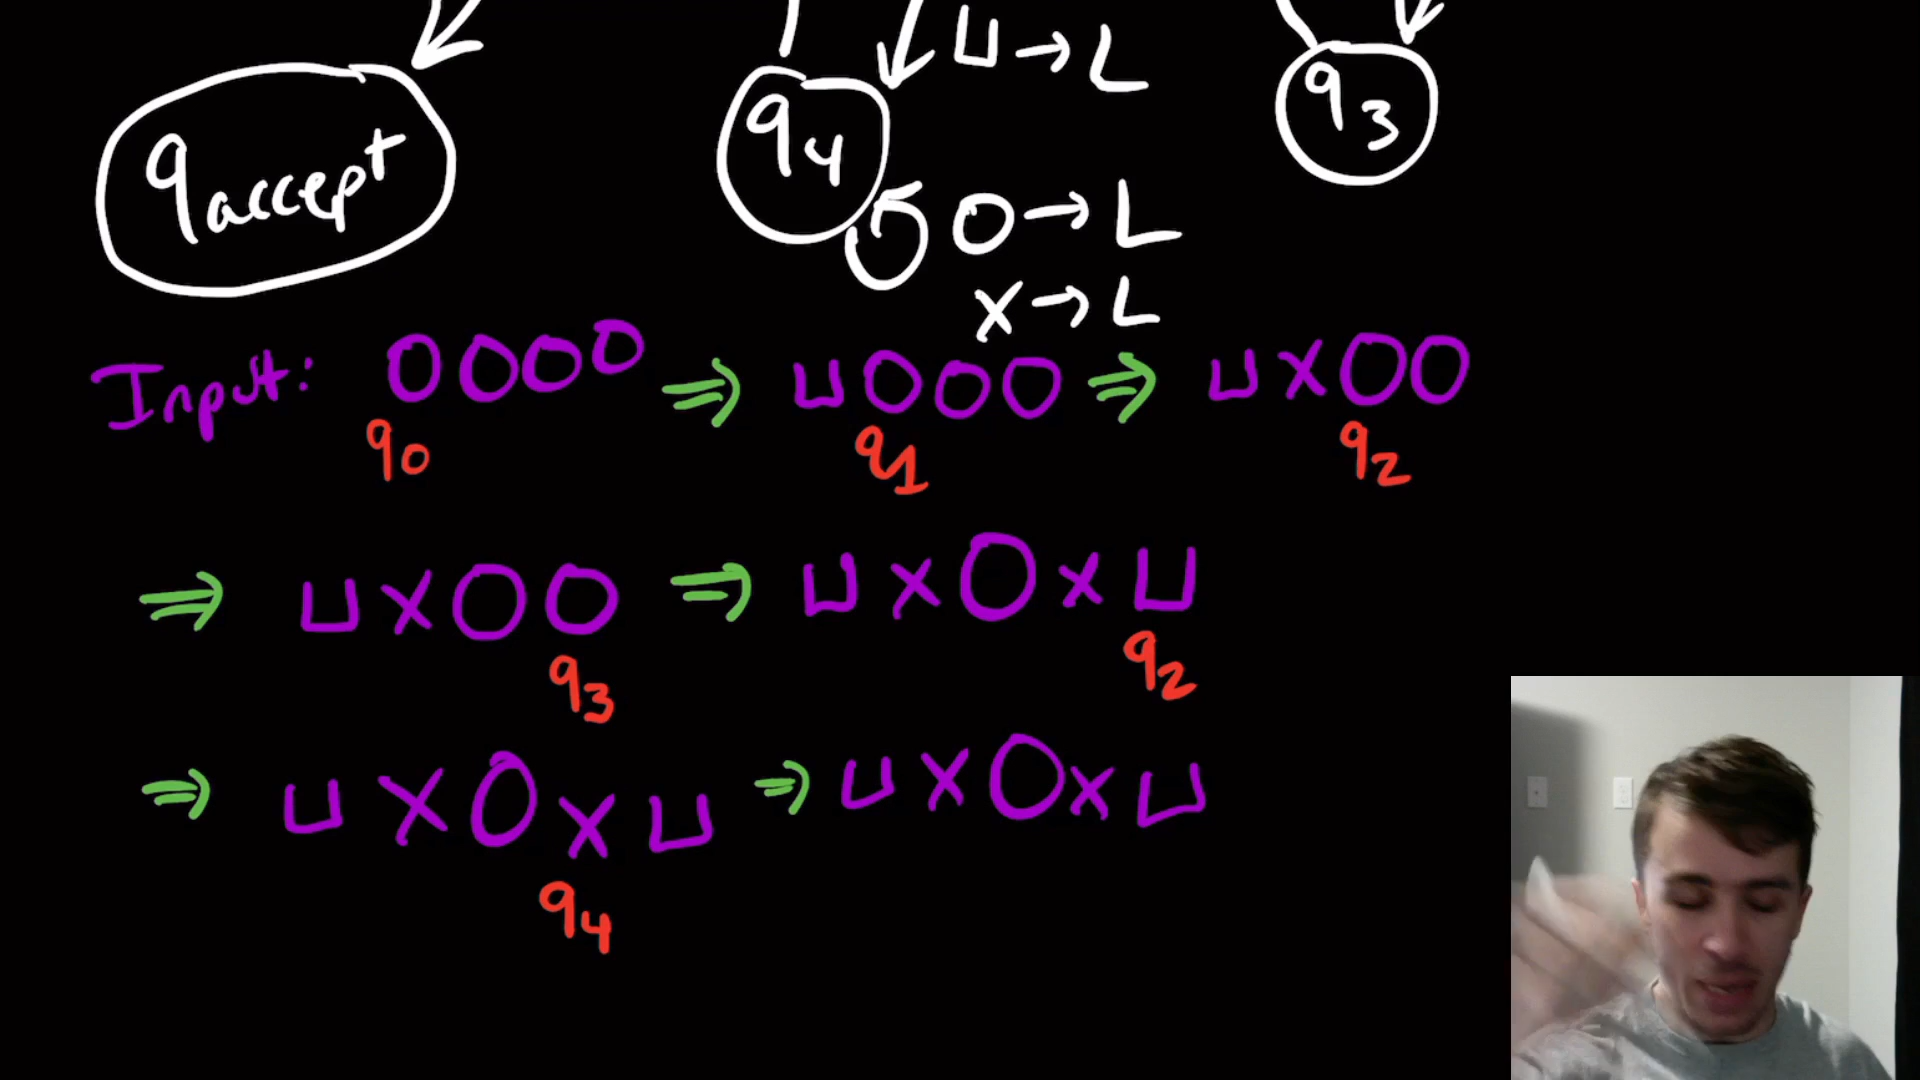 ⊔ → L
q3
q4
qaccept
0 → L
x → L
Input: 0000 ⇒ ⊔000 ⇒ ⊔x00
q0 q1 q2
⇒ ⊔x00 ⇒ ⊔x0x⊔
q3 q2
⇒ ⊔x0x⊔ ⇒ ⊔x0x⊔
q4